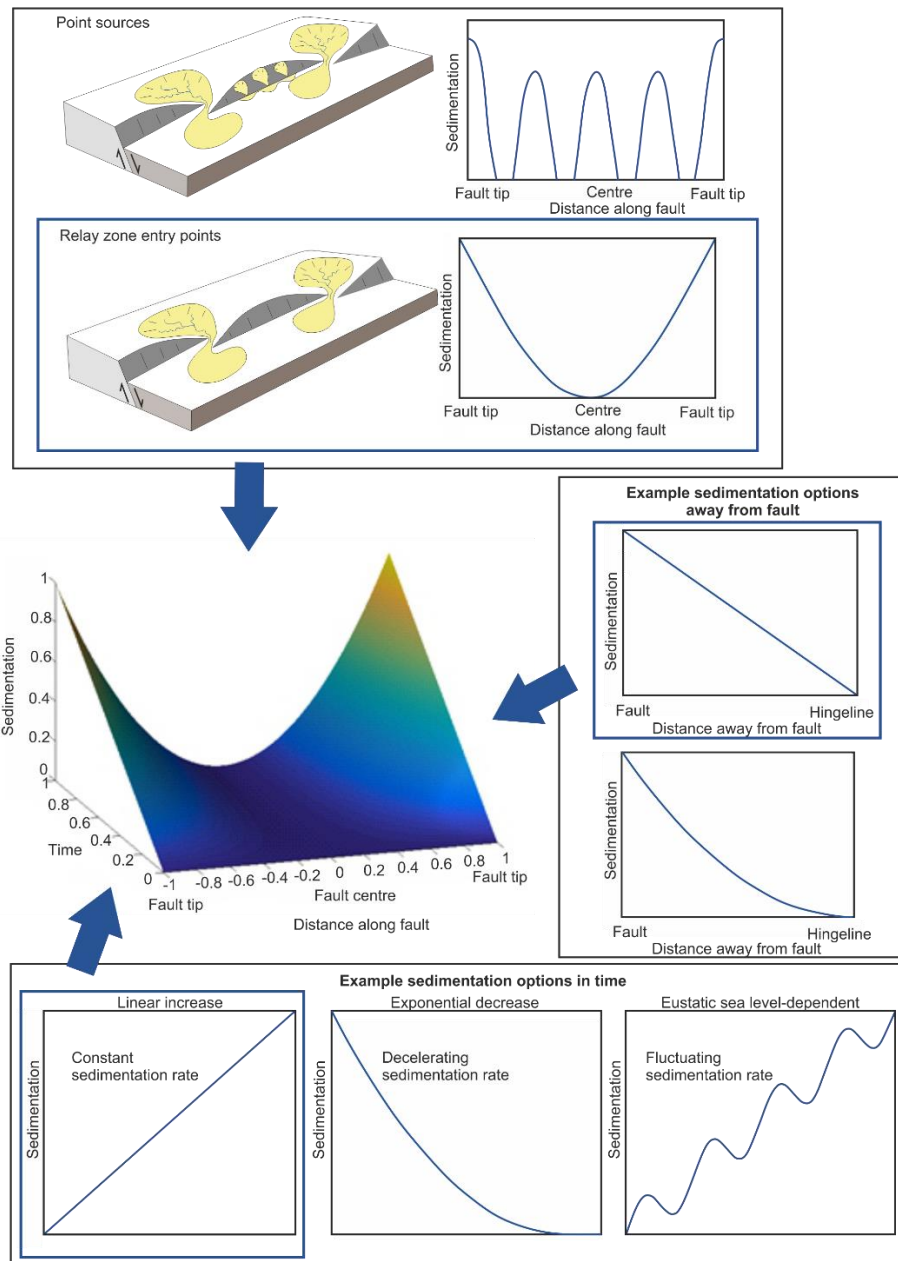 Point sources
Sedimentation
Fault tip
Centre
Fault tip
Distance along fault
Relay zone entry points
Sedimentation
Fault tip
Centre
Fault tip
Distance along fault
Example sedimentation options
away from fault
Sedimentation
Fault
Hingeline
Distance away from fault
Sedimentation
Fault
Hingeline
Distance away from fault
Sedimentation
1
0.8
0.6
0.4
0.2
0
Time
1
0.8
0.6
0.4
0.2
0
-1
-0.8
-0.6
-0.4
-0.2
0
0.2
0.4
0.6
0.8
1
Fault tip
Fault centre
Fault tip
Distance along fault
Example sedimentation options in time
Linear increase
Sedimentation
Constant
sedimentation rate
Exponential decrease
Sedimentation
Decelerating
sedimentation rate
Eustatic sea level-dependent
Sedimentation
Fluctuating
sedimentation rate